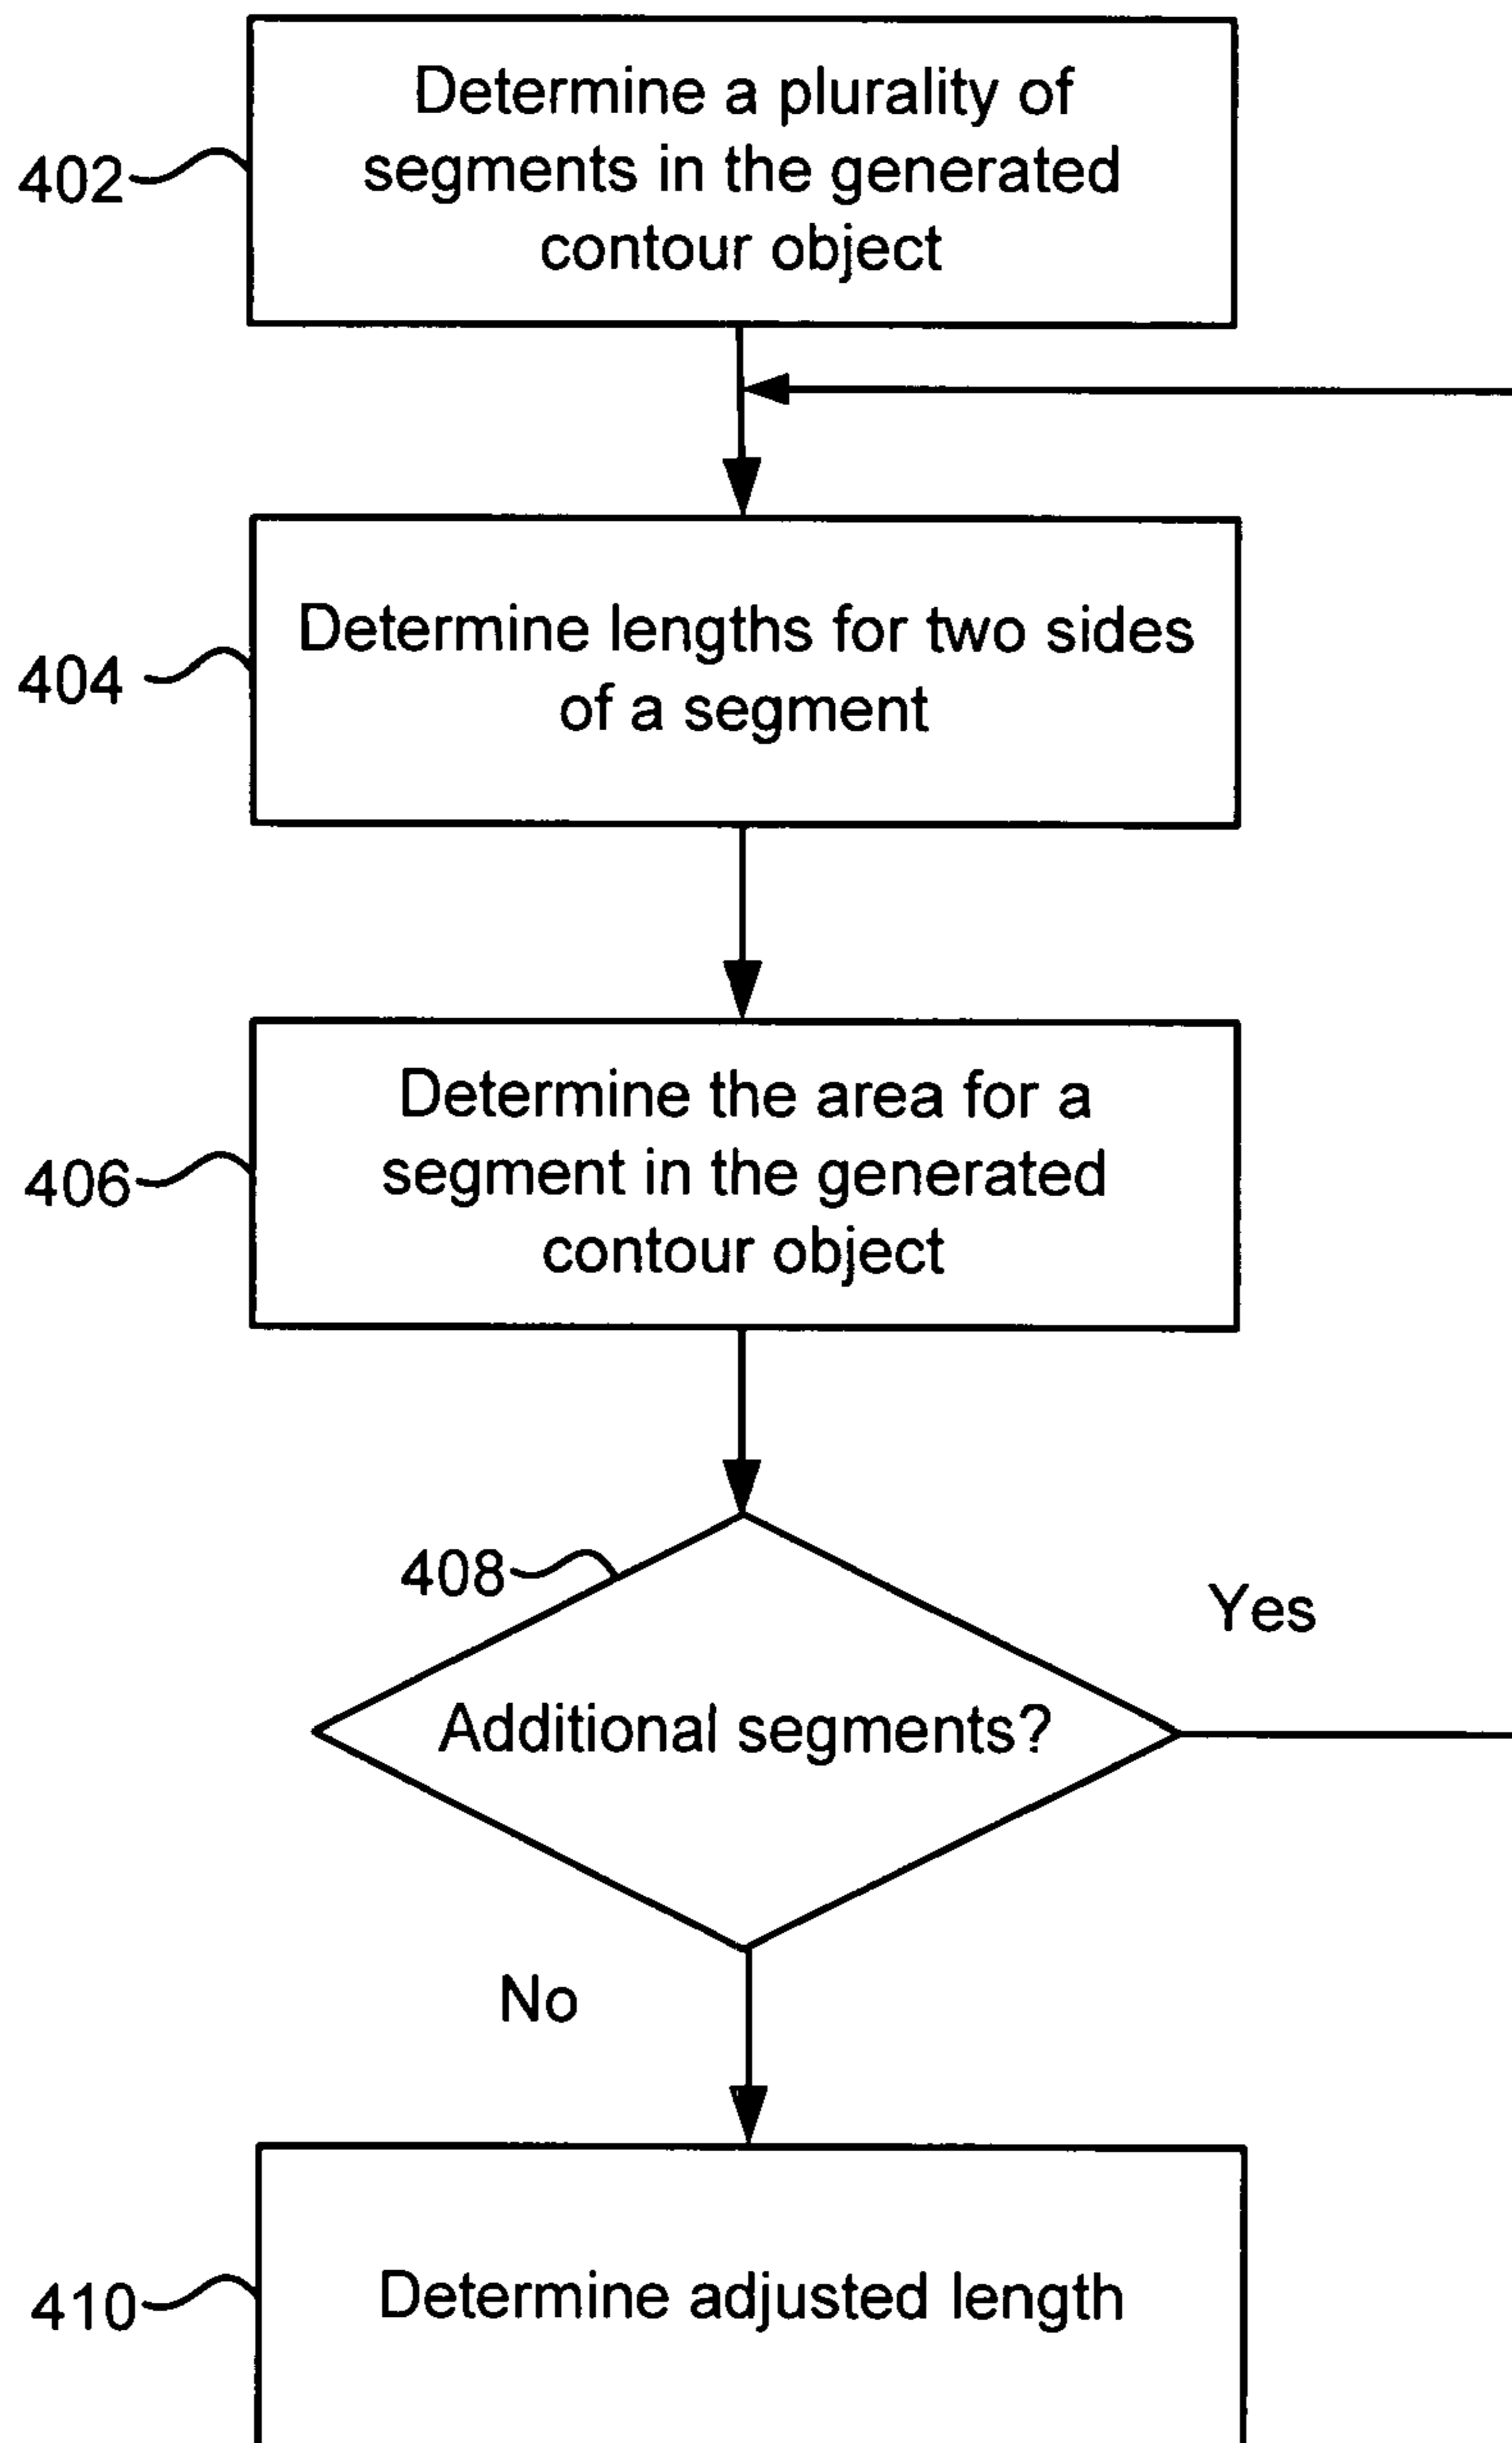 Determine a plurality of
segments in the generated
contour object
402
Determine lengths for two sides
of a segment
404
Determine the area for a
segment in the generated
contour object
406
408
Yes
Additional segments?
No
Determine adjusted length
410